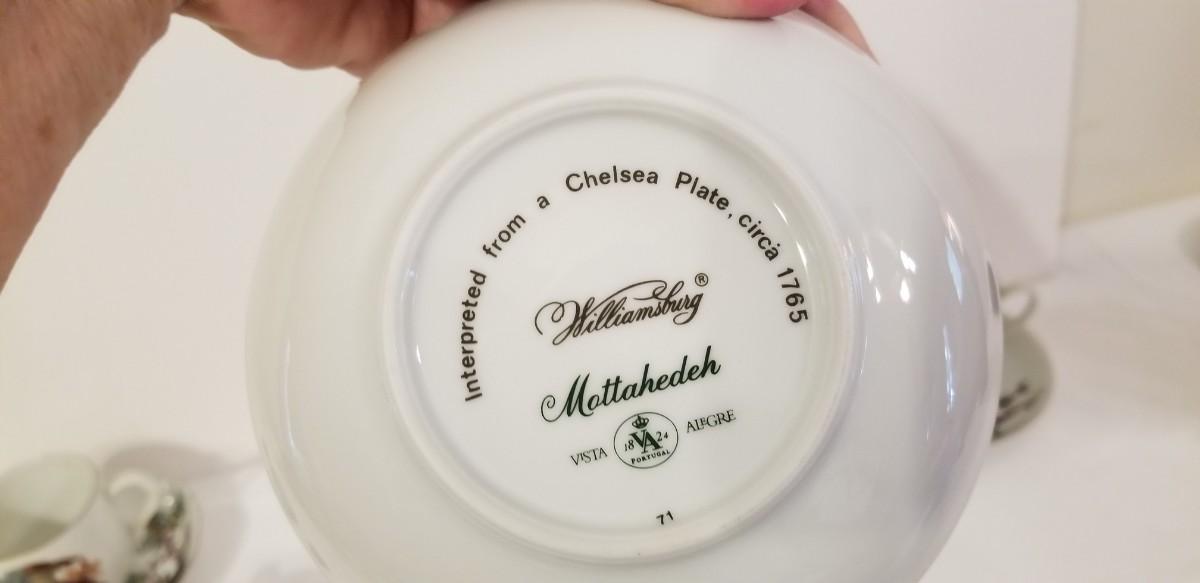 Interpreted from a Chelsea Plate, circa 1765
Williamsburg®
Mottahedeh
VISTA ALEGRE
18 VA 24
PORTUGAL
71